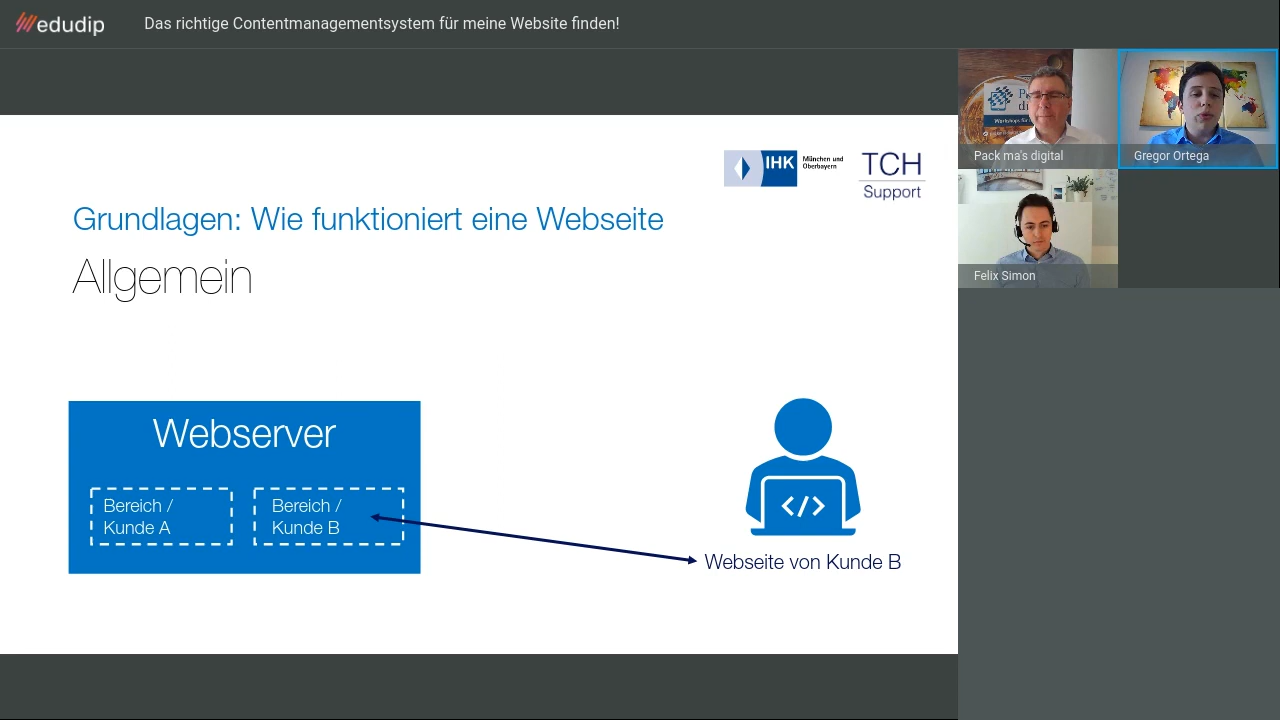 edudip
Das richtige Contentmanagementsystem für meine Website finden!
IHK
München und
Oberbayern
TCH
Support
Grundlagen: Wie funktioniert eine Webseite
Allgemein
Webserver
Bereich /
Kunde A
Bereich /
Kunde B
</>
Webseite von Kunde B
Pack ma's digital
Gregor Ortega
Felix Simon